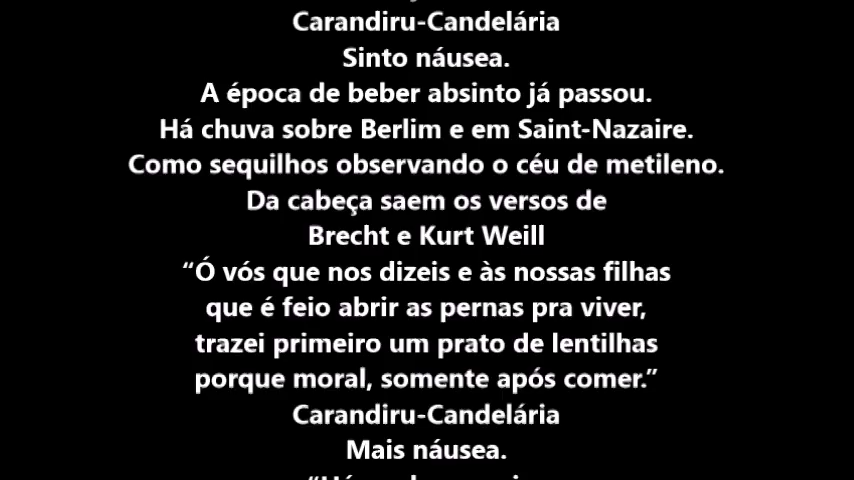 Carandiru-Candelária
Sinto náusea.
A época de beber absinto já passou.
Há chuva sobre Berlim e em Saint-Nazaire.
Como sequilhos observando o céu de metileno.
Da cabeça saem os versos de
Brecht e Kurt Weill
“Ó vós que nos dizeis e às nossas filhas
que é feio abrir as pernas pra viver,
trazei primeiro um prato de lentilhas
porque moral, somente após comer.”
Carandiru-Candelária
Mais náusea.